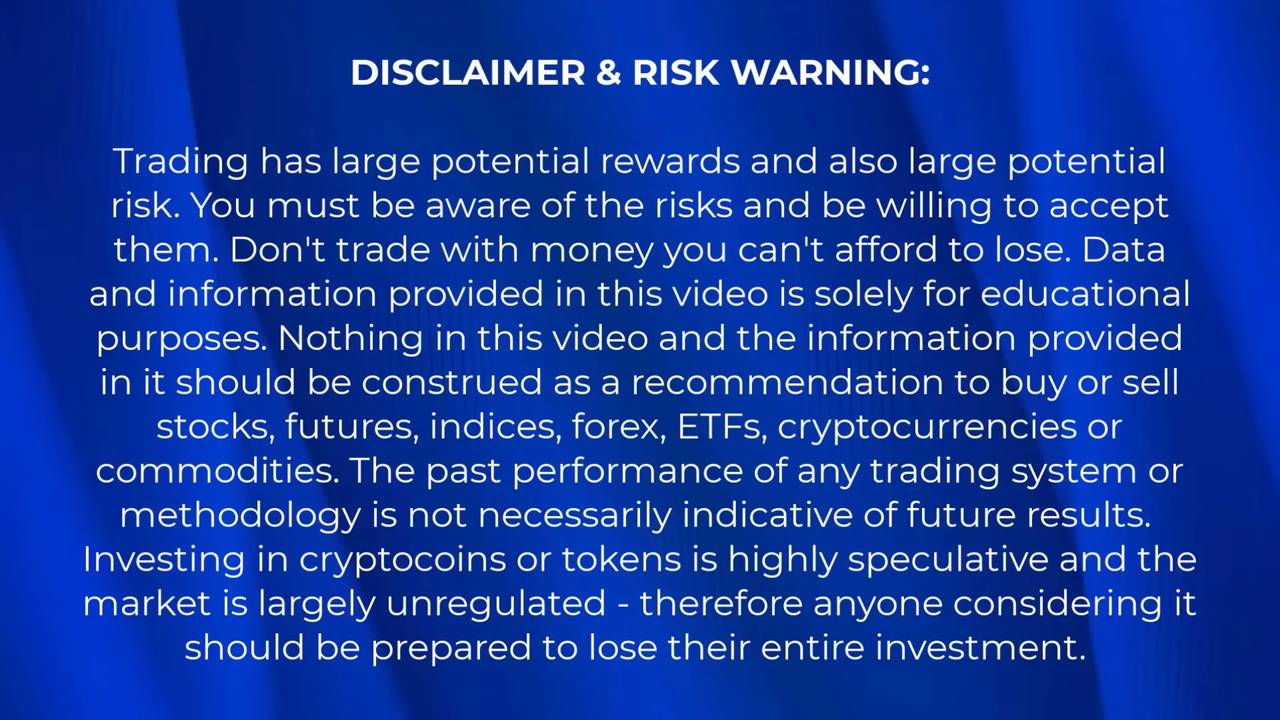 DISCLAIMER & RISK WARNING:
Trading has large potential rewards and also large potential
risk. You must be aware of the risks and be willing to accept
them. Don't trade with money you can't afford to lose. Data
and information provided in this video is solely for educational
purposes. Nothing in this video and the information provided
in it should be construed as a recommendation to buy or sell
stocks, futures, indices, forex, ETFs, cryptocurrencies or
commodities. The past performance of any trading system or
methodology is not necessarily indicative of future results.
Investing in cryptocoins or tokens is highly speculative and the
market is largely unregulated - therefore anyone considering it
should be prepared to lose their entire investment.